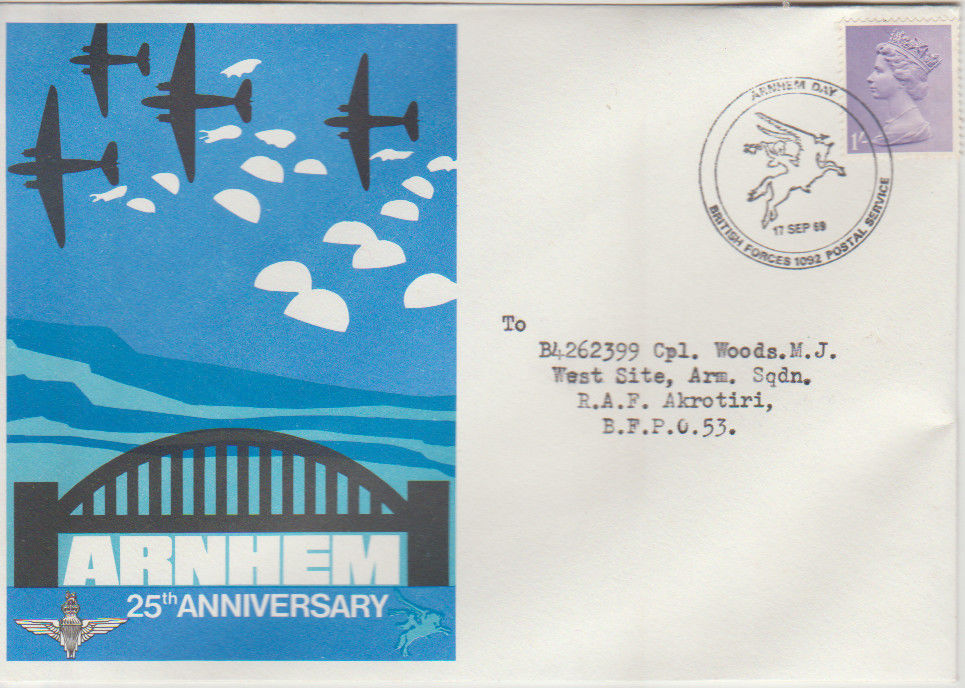 ARNHEM
25th ANNIVERSARY
ARNHEM DAY
17 SEP 69
BRITISH FORCES 1092 POSTAL SERVICE
1/-
To
B4262399 Cpl. Woods.M.J.
West Site, Arm. Sqdn.
R.A.F. Akrotiri,
B.F.P.O.53.